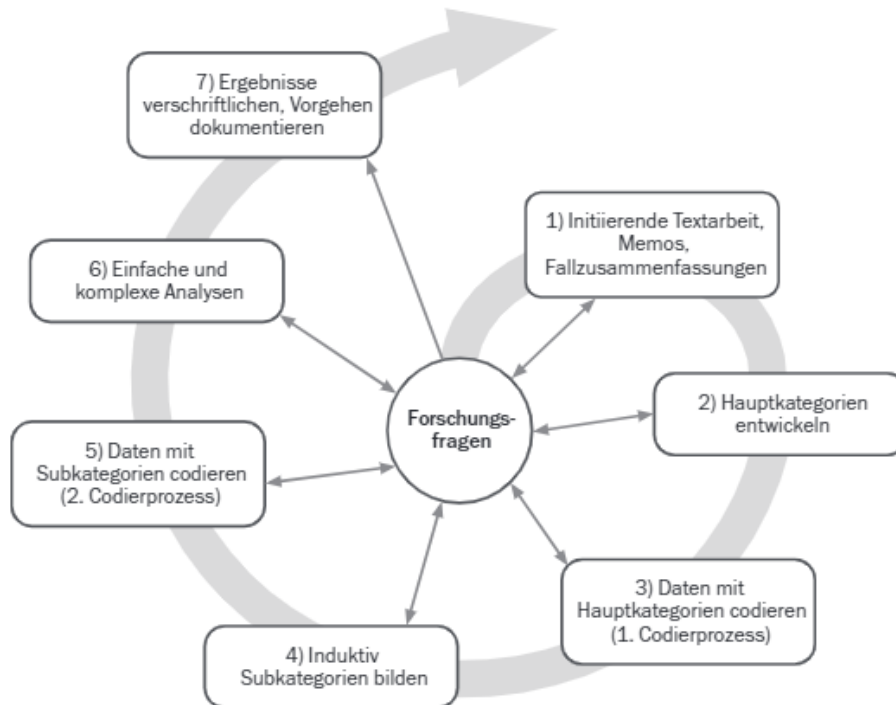 7) Ergebnisse
verschriftlichen, Vorgehen
dokumentieren
1) Initiierende Textarbeit,
Memos,
Fallzusammenfassungen
6) Einfache und
komplexe Analysen
2) Hauptkategorien
entwickeln
Forschungs-
fragen
5) Daten mit
Subkategorien codieren
(2. Codierprozess)
3) Daten mit
Hauptkategorien codieren
(1. Codierprozess)
4) Induktiv
Subkategorien bilden